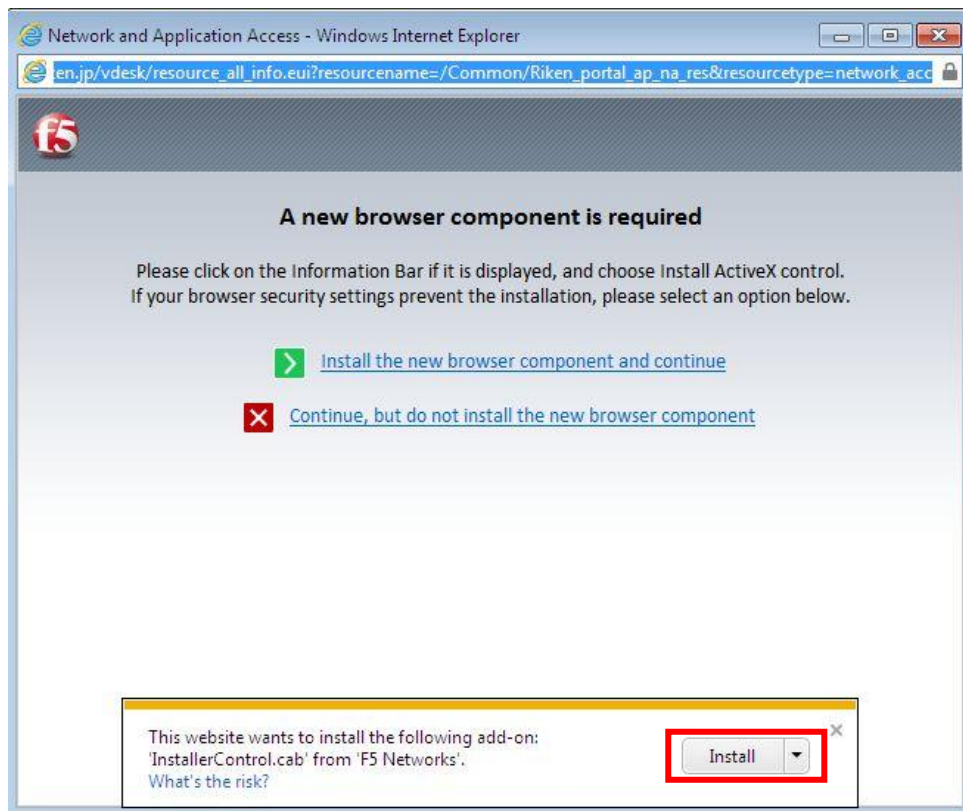 Network and Application Access - Windows Internet Explorer
en.jp/vdesk/resource_all_info.eui?resourcename=/Common/Riken_portal_ap_na_res&resourcetype=network_acc
f5
A new browser component is required
Please click on the Information Bar if it is displayed, and choose Install ActiveX control.
If your browser security settings prevent the installation, please select an option below.
Install the new browser component and continue
Continue, but do not install the new browser component
This website wants to install the following add-on:
'InstallerControl.cab' from 'F5 Networks'.
What's the risk?
Install